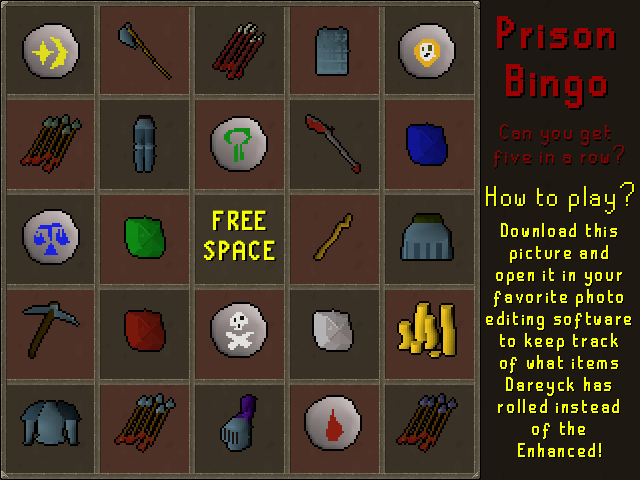 FREE
SPACE
Prison
Bingo
Can you get
five in a row?
How to play?
Download this
picture and
open it in your
favorite photo
editing software
to keep track
of what items
Dareyck has
rolled instead
of the
Enhanced!